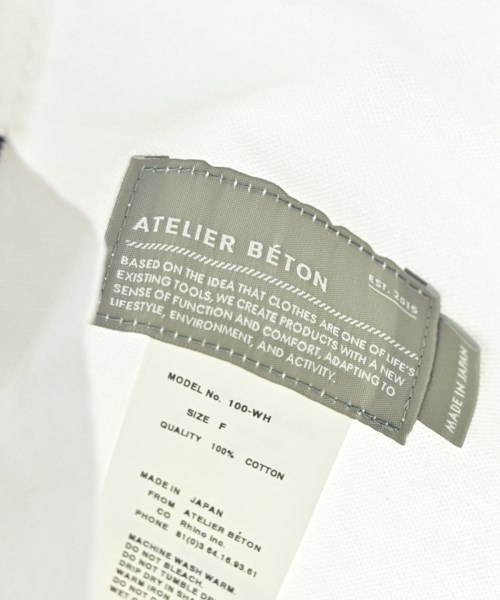 ATELIER BÉTON
EST. 2016
BASED ON THE IDEA THAT CLOTHES ARE ONE OF LIFE'S
EXISTING TOOLS, WE CREATE PRODUCTS WITH A NEW
SENSE OF FUNCTION AND COMFORT, ADAPTING TO
LIFESTYLE, ENVIRONMENT, AND ACTIVITY.
MADE IN JAPAN
MODEL No. 100-WH
SIZE F
QUALITY 100% COTTON
MADE IN JAPAN
FROM ATELIER BÉTON
CO Rhino inc.
PHONE 81(0)3 64.16.93.61
MACHINE WASH WARM.
DO NOT BLEACH.
DO NOT TUMBLE
DRIP DRY IN
WARM IRON